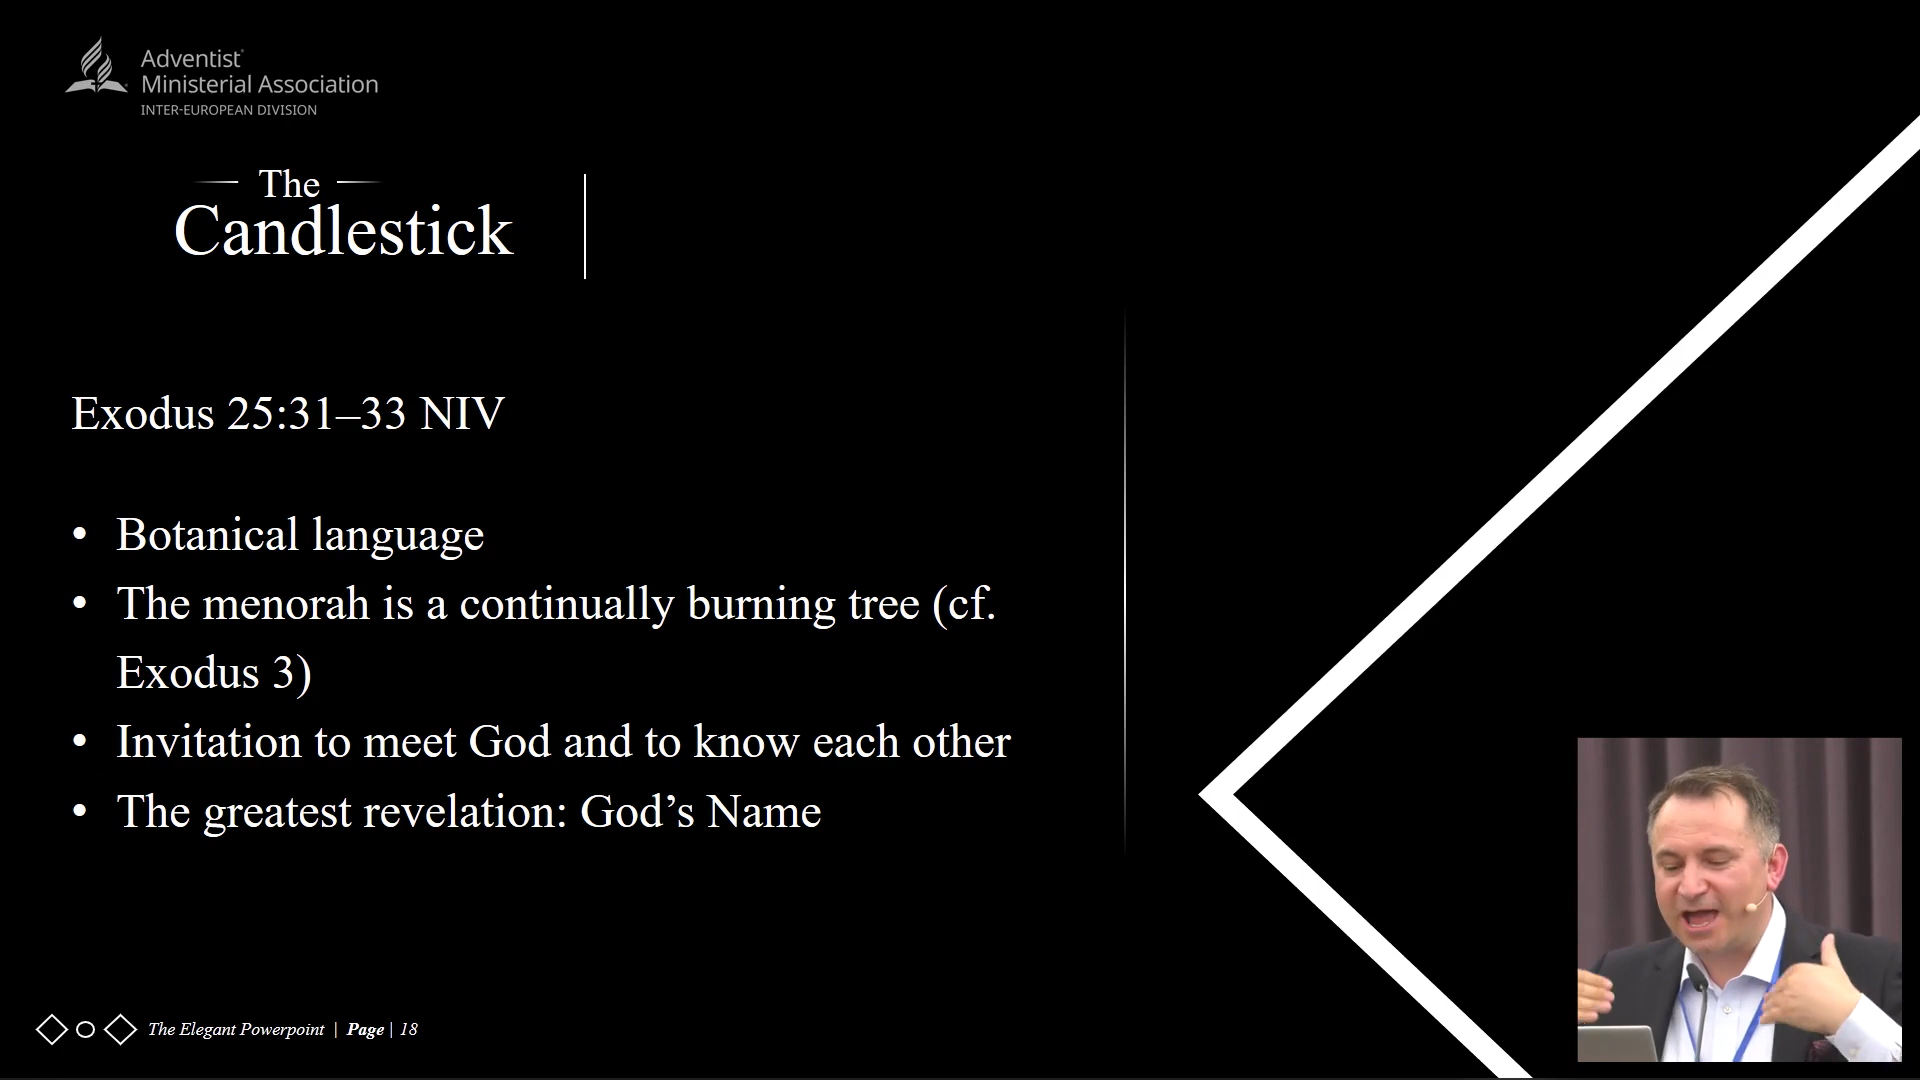 Adventist®
Ministerial Association
INTER-EUROPEAN DIVISION
The
Candlestick
Exodus 25:31–33 NIV
• Botanical language
• The menorah is a continually burning tree (cf.
Exodus 3)
• Invitation to meet God and to know each other
• The greatest revelation: God’s Name
The Elegant Powerpoint | Page | 18